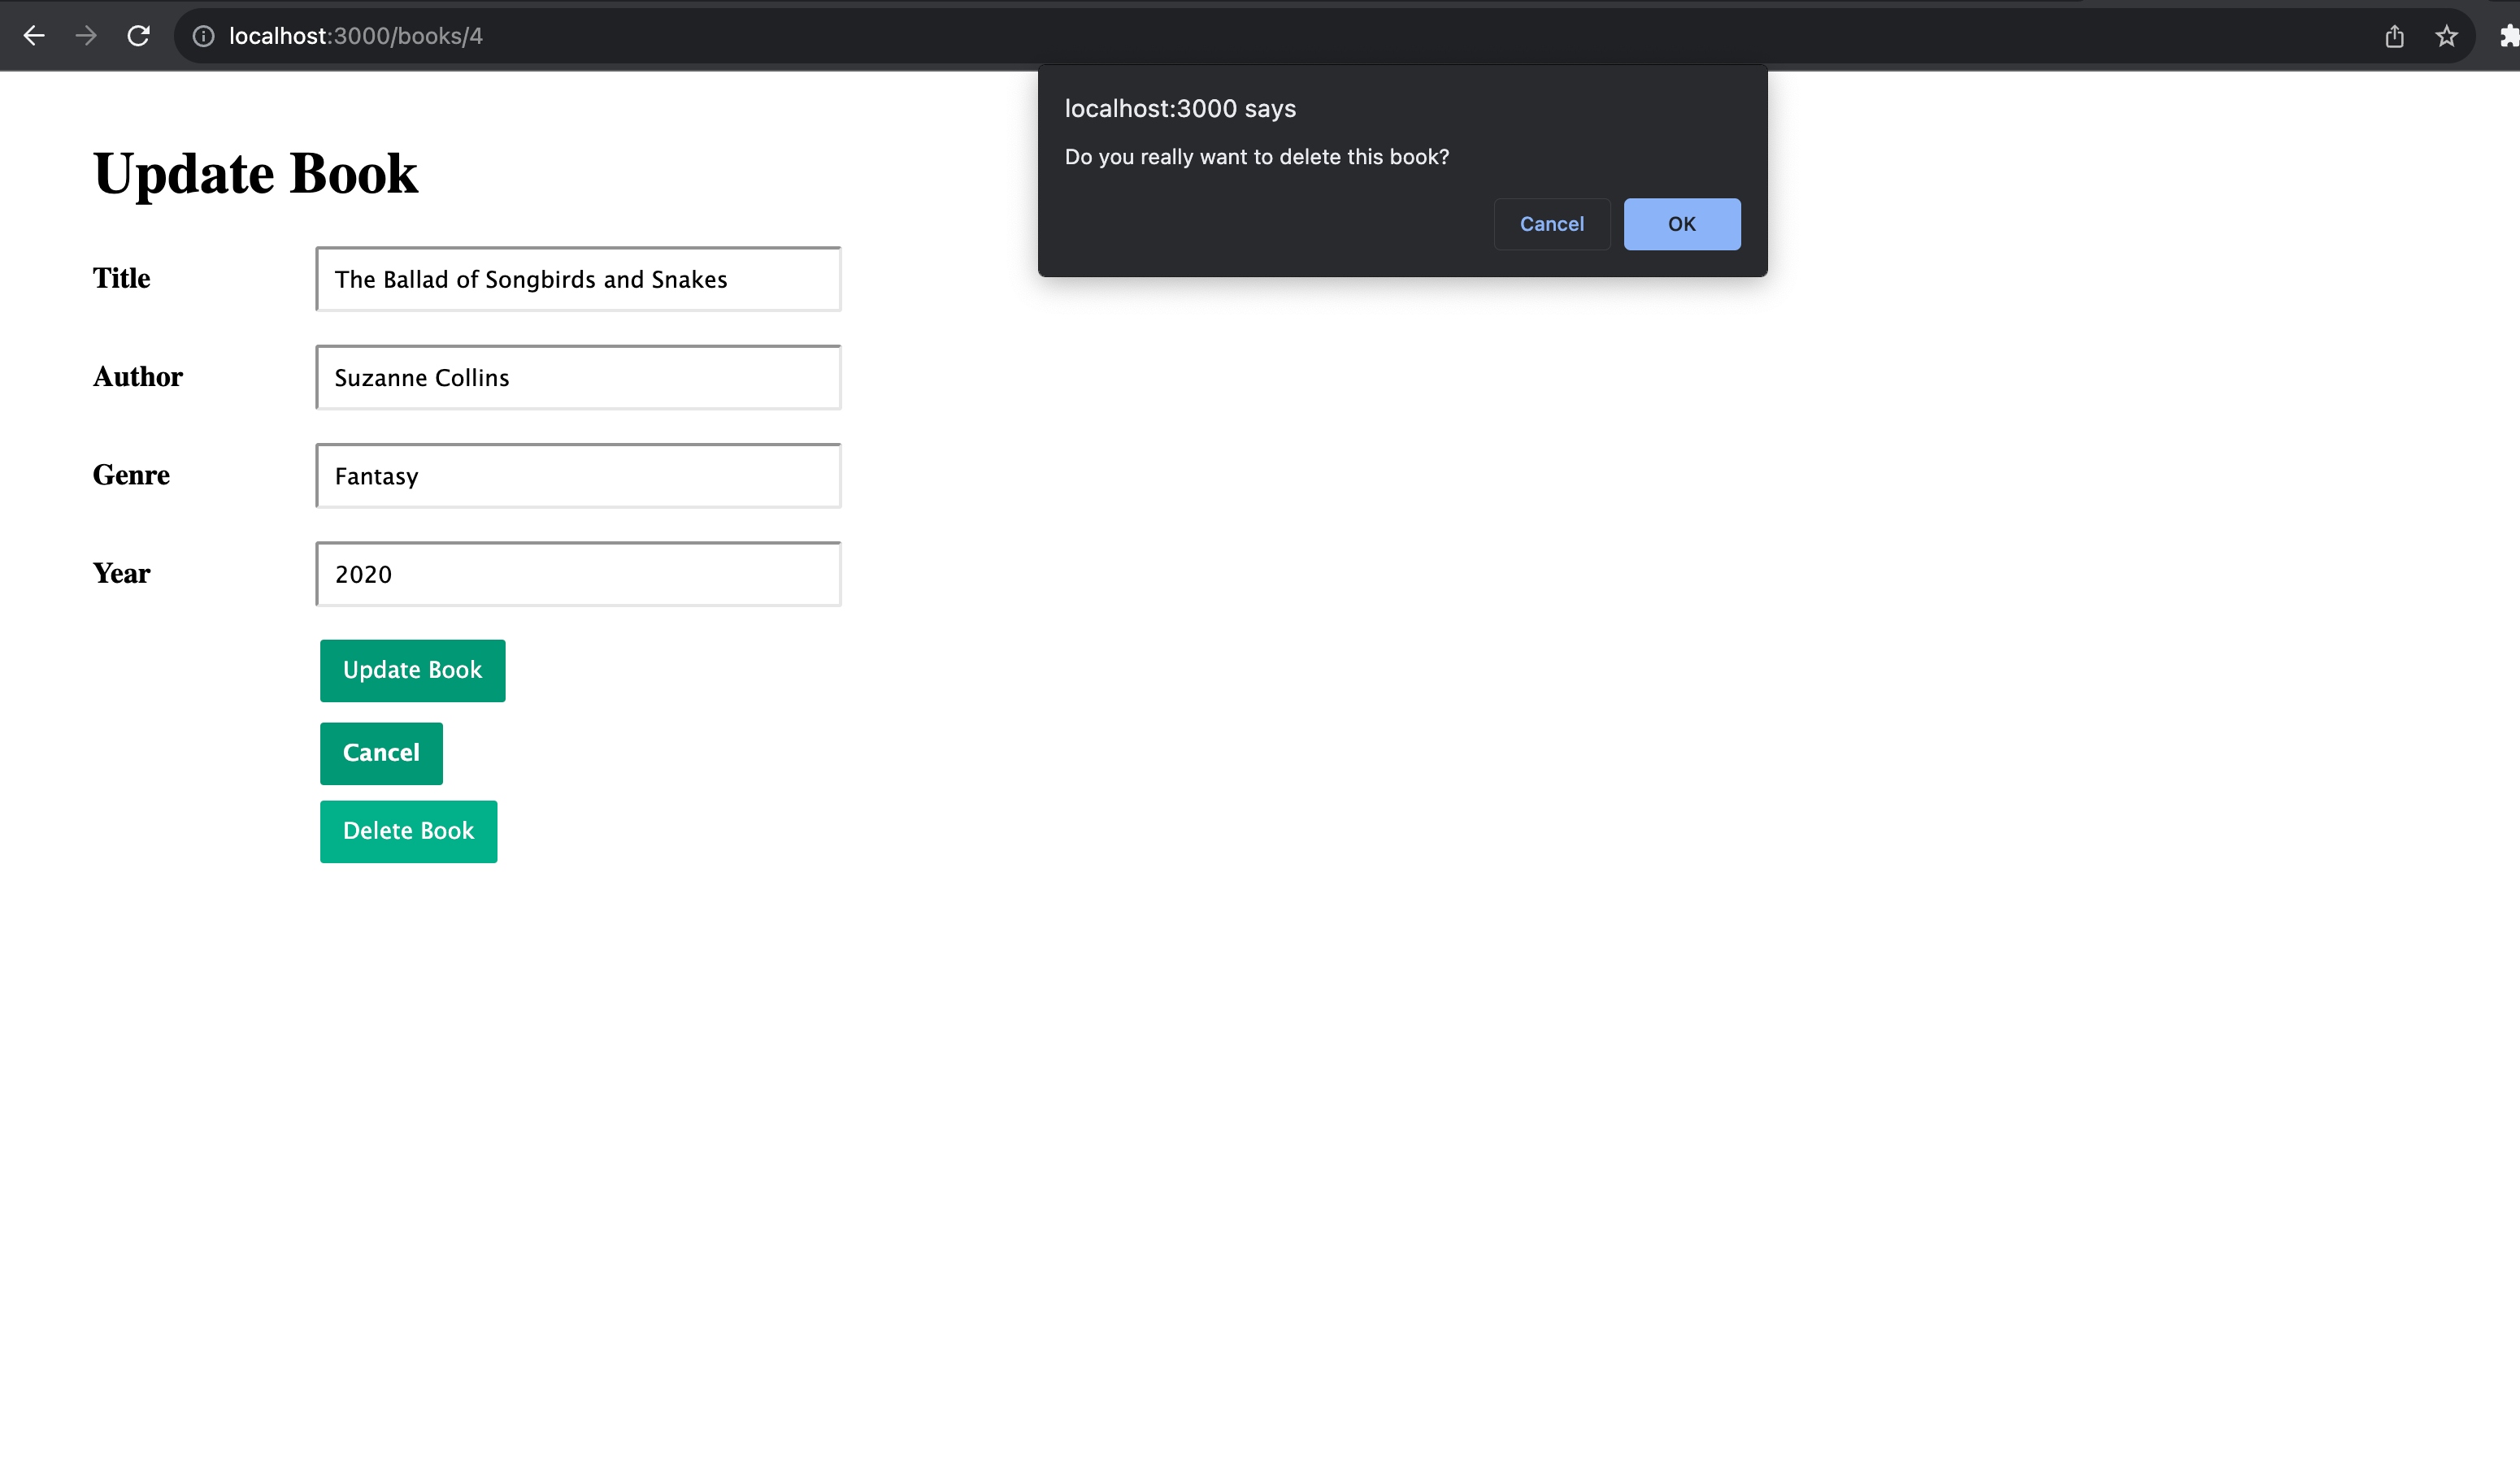 localhost:3000/books/4
localhost:3000 says
Do you really want to delete this book?
Cancel
OK
Update Book
Title
The Ballad of Songbirds and Snakes
Author
Suzanne Collins
Genre
Fantasy
Year
2020
Update Book
Cancel
Delete Book